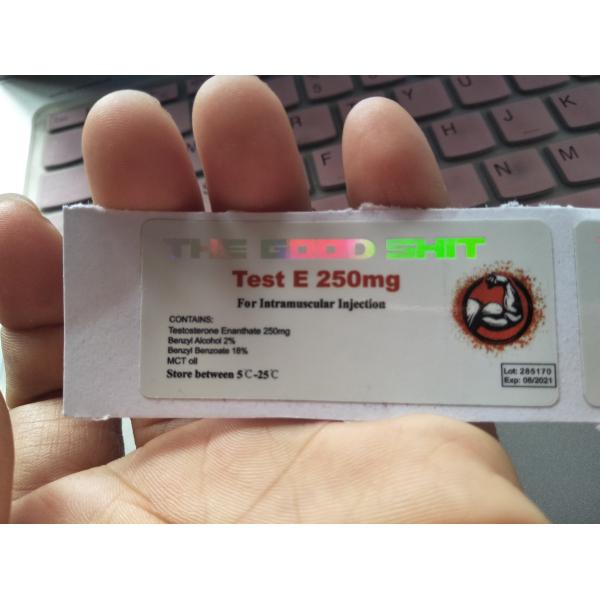 THE GOOD SHIT
Test E 250mg
For Intramuscular Injection
CONTAINS:
Testosterone Enanthate 250mg
Benzyl Alcohol 2%
Benzyl Benzoate 18%
MCT oil
Store between 5℃-25℃
Lot: 285170
Exp: 06/2021
J
K
N
M